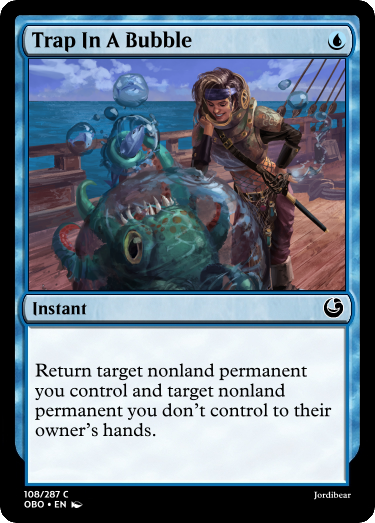 Trap In A Bubble
Instant
Return target nonland permanent
you control and target nonland
permanent you don't control to their
owner's hands.
108/287 C
OBO • EN
Jordibear